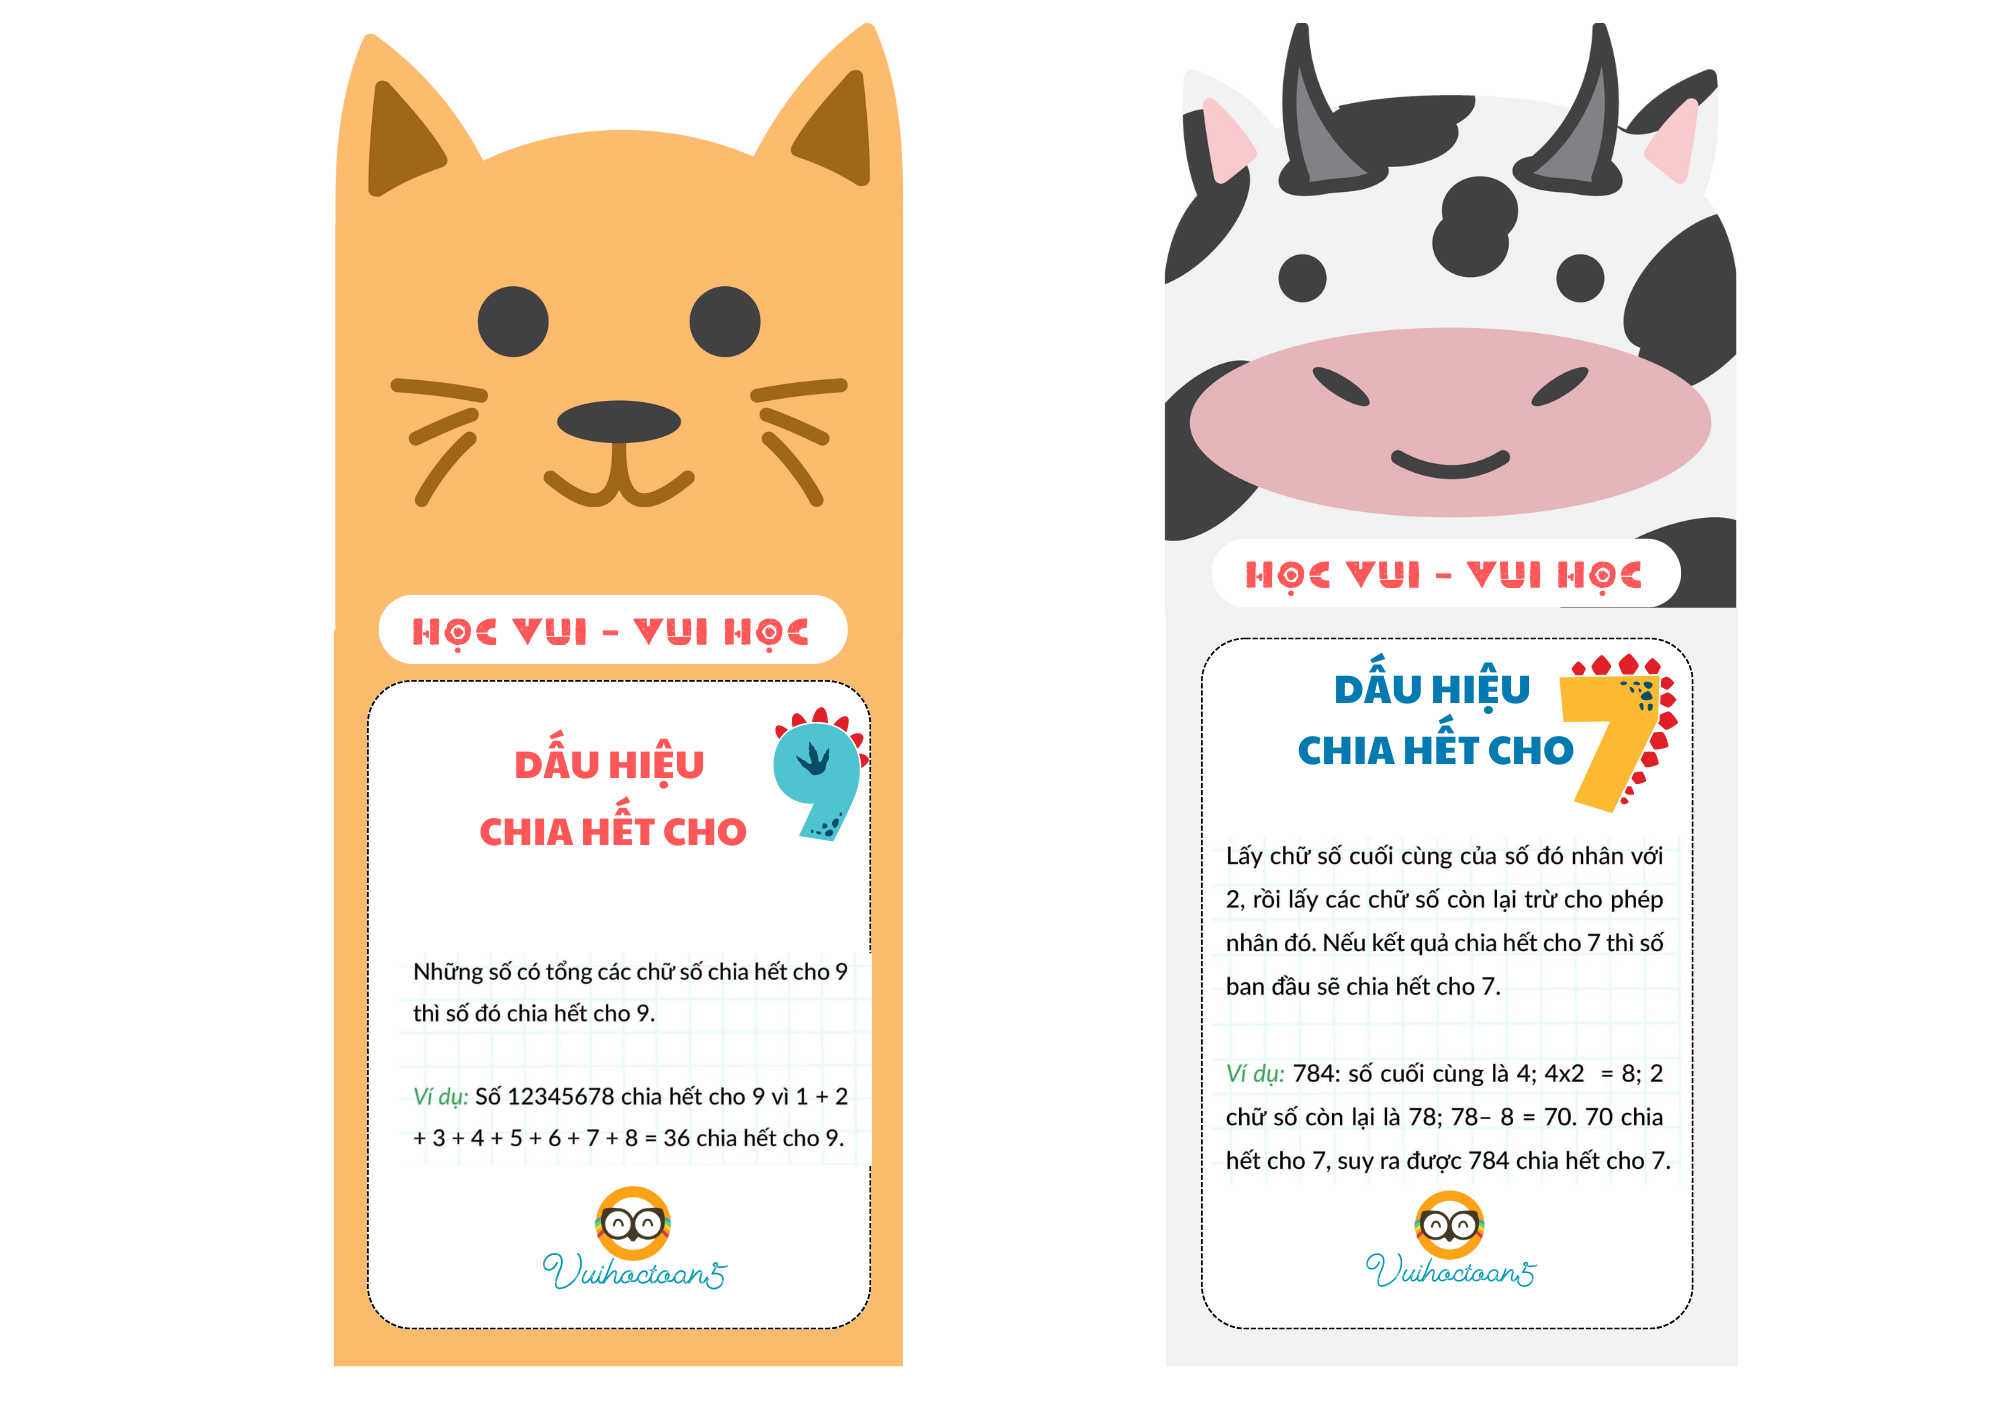 HỌC VUI - VUI HỌC
DẤU HIỆU
CHIA HẾT CHO 9
Những số có tổng các chữ số chia hết cho 9
thì số đó chia hết cho 9.
Ví dụ: Số 12345678 chia hết cho 9 vì 1 + 2
+ 3 + 4 + 5 + 6 + 7 + 8 = 36 chia hết cho 9.
Vuihoctoan5
HỌC VUI - VUI HỌC
DẤU HIỆU
CHIA HẾT CHO 7
Lấy chữ số cuối cùng của số đó nhân với
2, rồi lấy các chữ số còn lại trừ cho phép
nhân đó. Nếu kết quả chia hết cho 7 thì số
ban đầu sẽ chia hết cho 7.
Ví dụ: 784: số cuối cùng là 4; 4x2 = 8; 2
chữ số còn lại là 78; 78– 8 = 70. 70 chia
hết cho 7, suy ra được 784 chia hết cho 7.
Vuihoctoan5